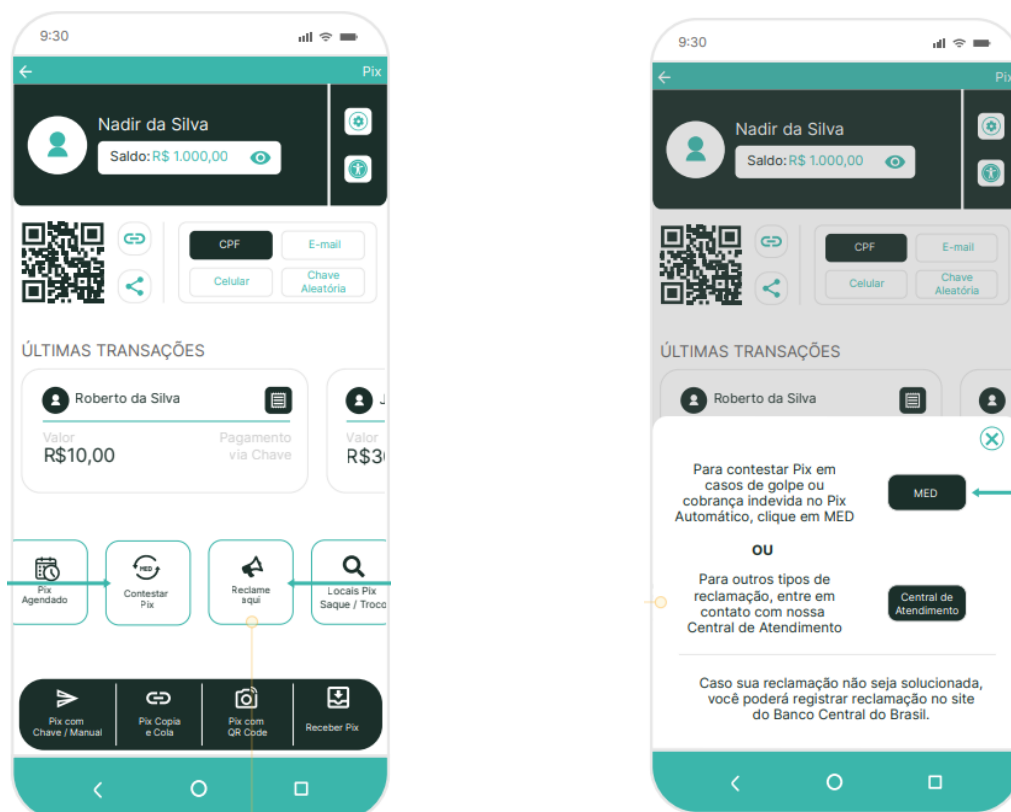 9:30
Pix
Nadir da Silva
Saldo: R$ 1.000,00
CPF
E-mail
Celular
Chave
Aleatória
ÚLTIMAS TRANSAÇÕES
Roberto da Silva
Valor
Pagamento
R$10,00
via Chave
Valor
R$3
Pix
Agendado
MED
Contestar
Pix
Reclame
aqui
Locais Pix
Saque / Troco
Pix com
Chave / Manual
Pix Copia
e Cola
Pix com
QR Code
Receber Pix
9:30
Pix
Nadir da Silva
Saldo: R$ 1.000,00
CPF
E-mail
Celular
Chave
Aleatória
ÚLTIMAS TRANSAÇÕES
Roberto da Silva
Para contestar Pix em
casos de golpe ou
cobrança indevida no Pix
Automático, clique em MED
MED
OU
Para outros tipos de
reclamação, entre em
contato com nossa
Central de Atendimento
Central de
Atendimento
Caso sua reclamação não seja solucionada,
você poderá registrar reclamação no site
do Banco Central do Brasil.